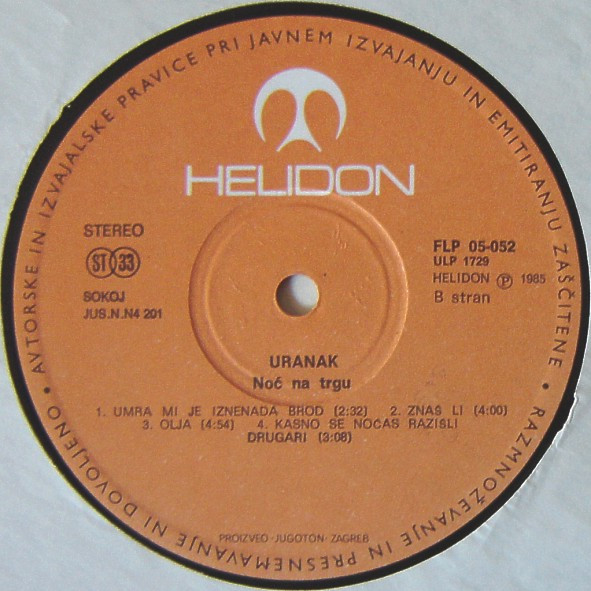 AVTORSKE IN IZVAJALSKE PRAVICE PRI JAVNEM IZVAJANJU IN EMITIRANJU ZAŠČITENE • RAZMNOŽEVANJE IN PRESNEMAVANJE NI DOVOLJENO •
HELIDON
STEREO
ST 33
SOKOJ
JUS.N.N4 201
FLP 05-052
ULP 1729
HELIDON ℗ 1985
B stran
URANAK
Noć na trgu
1. UMRA MI JE IZNENADA BROD (2:32) 2. ZNAŠ LI (4:00)
3. OLJA (4:54) 4. KASNO SE NOĆAS RAZIŠLI
DRUGARI (3:08)
PROIZVEO-JUGOTON-ZAGREB